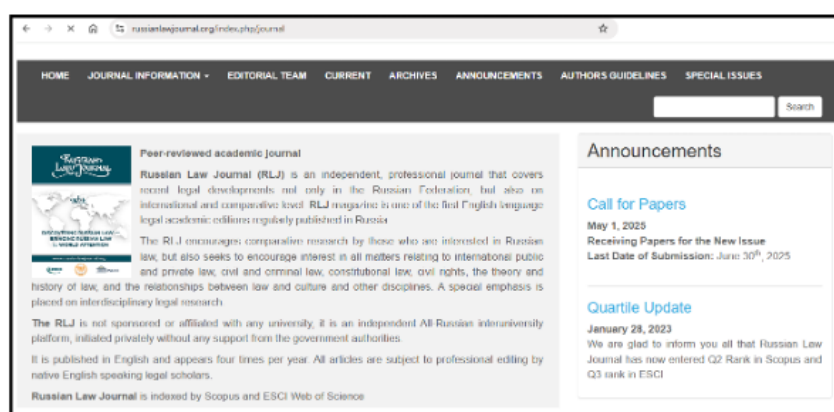 russianlawjournal.org/index.php/journal
HOME JOURNAL INFORMATION EDITORIAL TEAM CURRENT ARCHIVES ANNOUNCEMENTS AUTHORS GUIDELINES SPECIAL ISSUES
Search
RUSSIAN
LAW JOURNAL
DISCUSSING RUSSIAN LAW –
BRINGING RUSSIA LAW
to WORLD ATTENTION
Peer-reviewed academic journal
Russian Law Journal (RLJ) is an independent, professional journal that covers
recent legal developments not only in the Russian Federation, but also on
international and comparative level. RLJ magazine is one of the first English language
legal academic editions regularly published in Russia
The RLJ encourages comparative research by those who are interested in Russian
law, but also seeks to encourage interest in all matters relating to international public
and private law, civil and criminal law, constitutional law, civil rights, the theory and
history of law, and the relationships between law and culture and other disciplines. A special emphasis is
placed on interdisciplinary legal research
The RLJ is not sponsored or affiliated with any university, it is an independent All-Russian interuniversity
platform, initiated privately without any support from the government authorities.
It is published in English and appears four times per year. All articles are subject to professional editing by
native English speaking legal scholars.
Russian Law Journal is indexed by Scopus and ESCI Web of Science
Announcements
Call for Papers
May 1, 2025
Receiving Papers for the New Issue
Last Date of Submission: June 30th, 2025
Quartile Update
January 28, 2023
We are glad to inform you all that Russian Law
Journal has now entered Q2 Rank in Scopus and
Q3 rank in ESCI